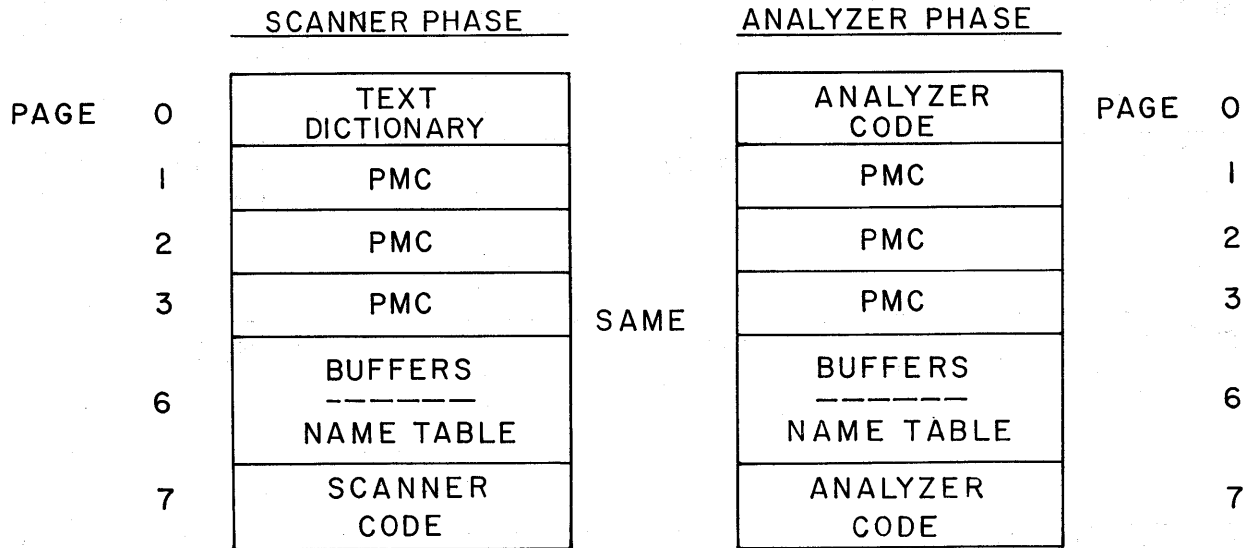 SCANNER PHASE
ANALYZER PHASE
PAGE 0
TEXT
DICTIONARY
ANALYZER
CODE
PAGE 0
1
PMC
PMC
1
2
PMC
PMC
2
3
PMC
SAME
PMC
3
6
BUFFERS
------
NAME TABLE
BUFFERS
------
NAME TABLE
6
7
SCANNER
CODE
ANALYZER
CODE
7